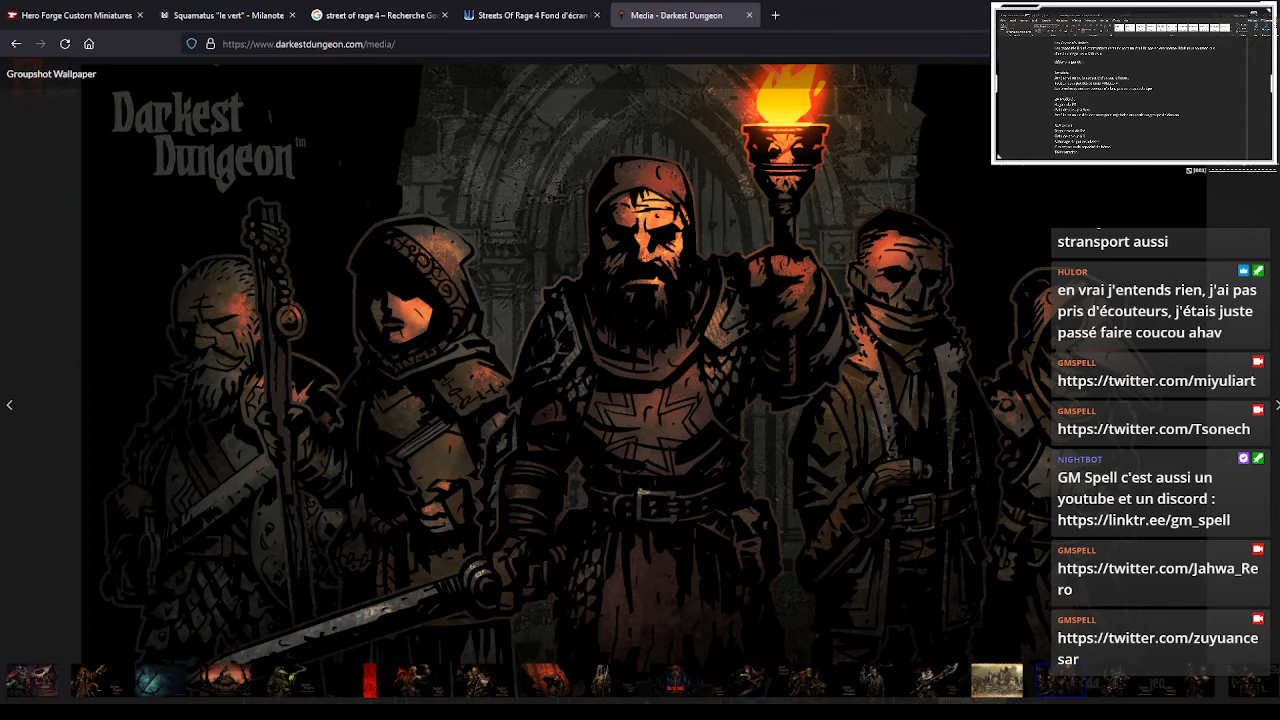 Hero Forge Custom Miniatures
Squamatus "le vert" - Milanote
street of rage 4 – Recherche Go
Streets Of Rage 4 Fond d'écran
Media - Darkest Dungeon
https://www.darkestdungeon.com/media/
Groupshot Wallpaper
Darkest
Dungeon™
stransport aussi
HULOR
en vrai j'entends rien, j'ai pas
pris d'écouteurs, j'étais juste
passé faire coucou ahav
GMSPELL
https://twitter.com/miyuliart
GMSPELL
https://twitter.com/Tsonech
NIGHTBOT
GM Spell c'est aussi un
youtube et un discord :
https://linktr.ee/gm_spell
GMSPELL
https://twitter.com/Jahwa_Re
ro
GMSPELL
https://twitter.com/zuyuance
sar